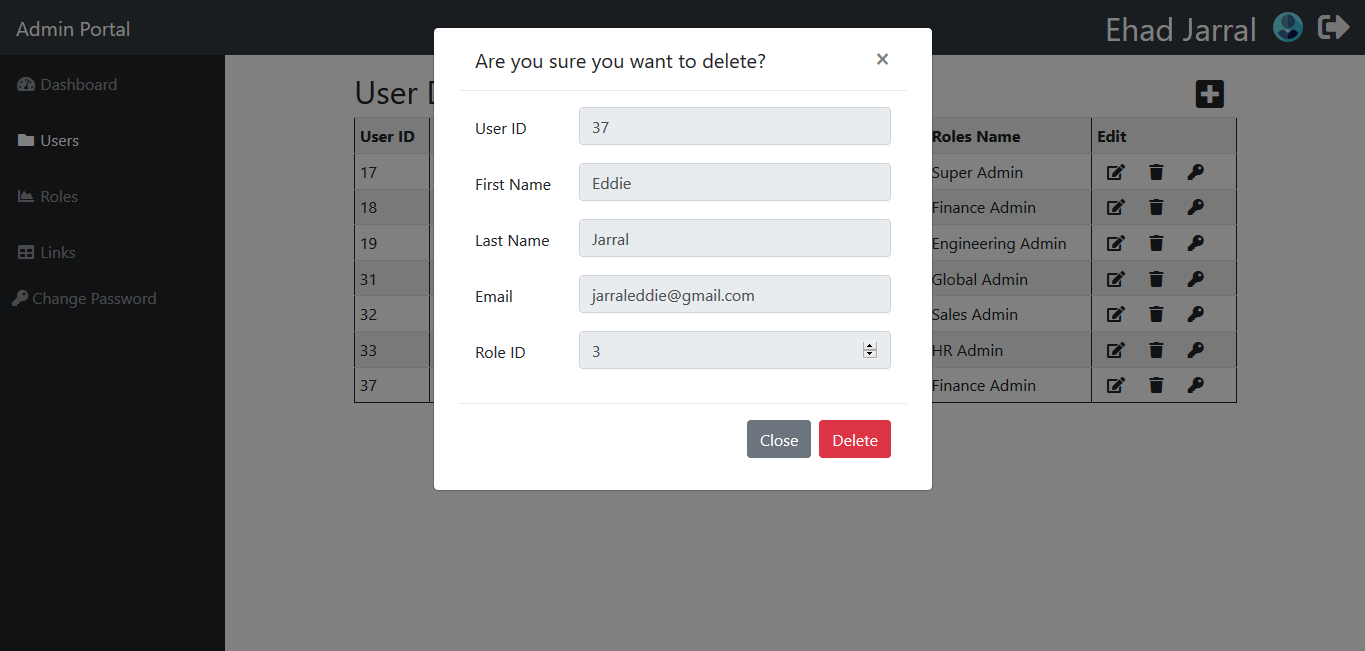 Admin Portal
Ehad Jarral
Dashboard
Users
Roles
Links
Change Password
User
User ID
Roles Name
Edit
17
Super Admin
18
Finance Admin
19
Engineering Admin
31
Global Admin
32
Sales Admin
33
HR Admin
37
Finance Admin
Are you sure you want to delete?
×
User ID
37
First Name
Eddie
Last Name
Jarral
Email
jarraleddie@gmail.com
Role ID
3
Close
Delete